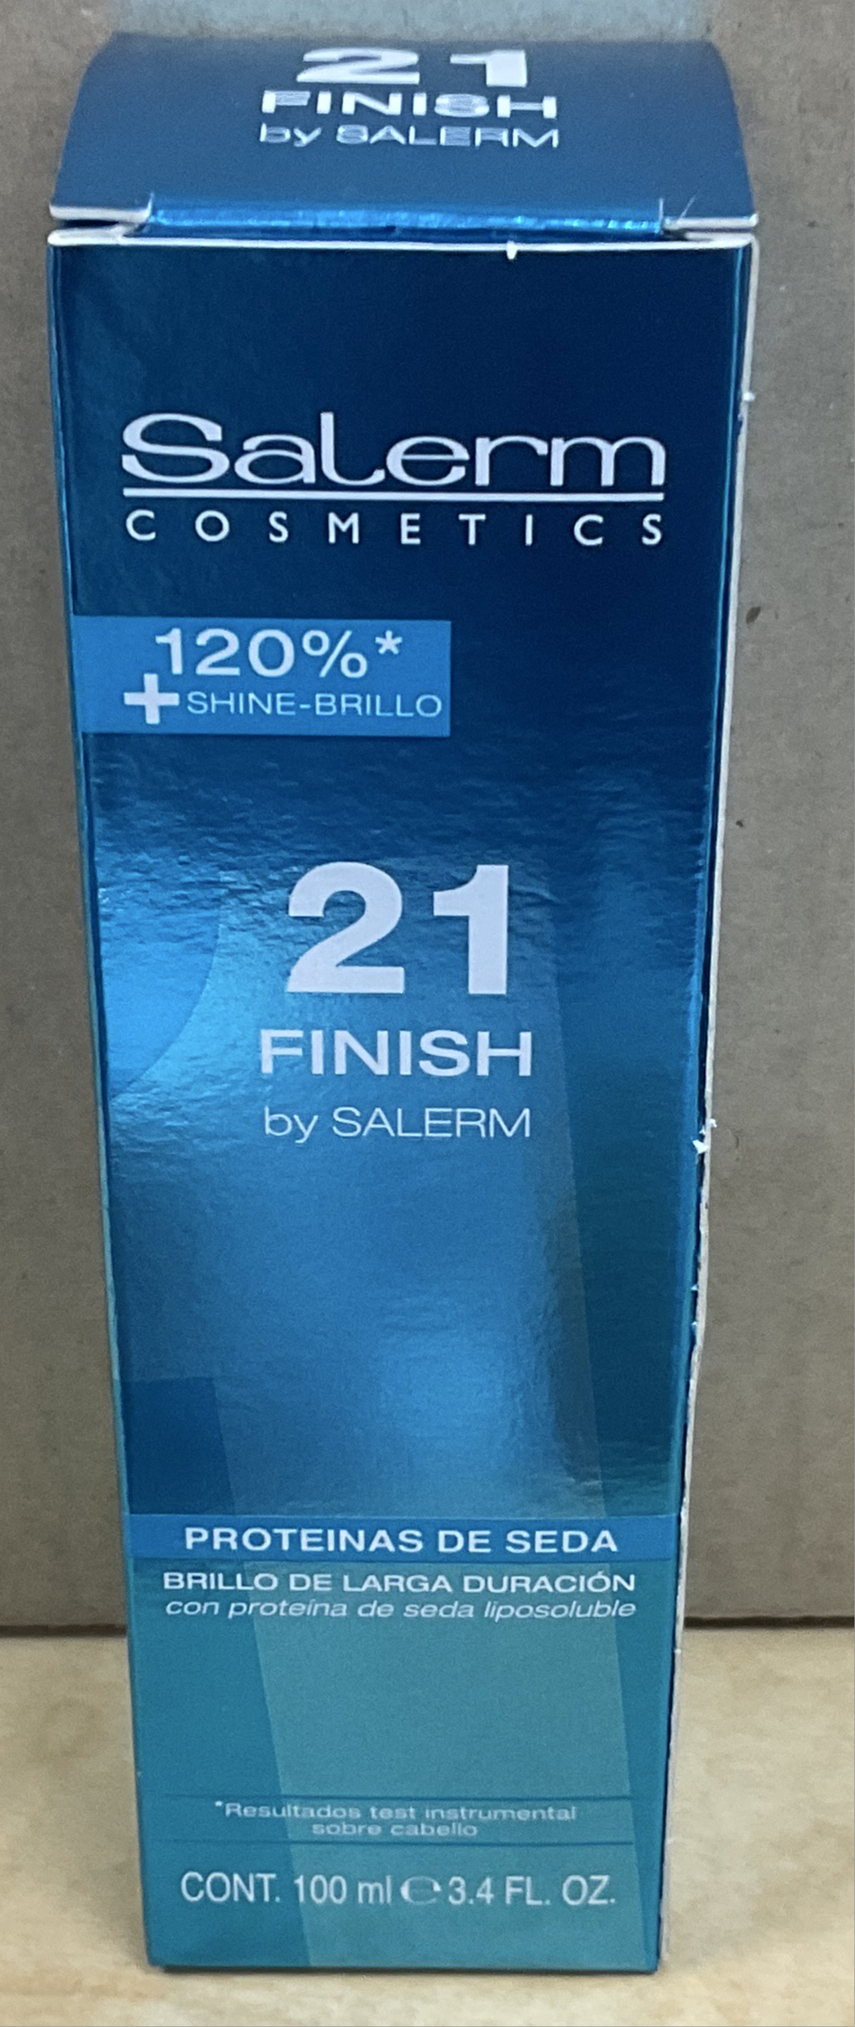 21
FINISH
by SALERM
Salerm
COSMETICS
120%*
+SHINE-BRILLO
21
FINISH
by SALERM
PROTEINAS DE SEDA
BRILLO DE LARGA DURACIÓN
con proteína de seda liposoluble
*Resultados test instrumental
sobre cabello
CONT. 100 ml ℮ 3.4 FL. OZ.